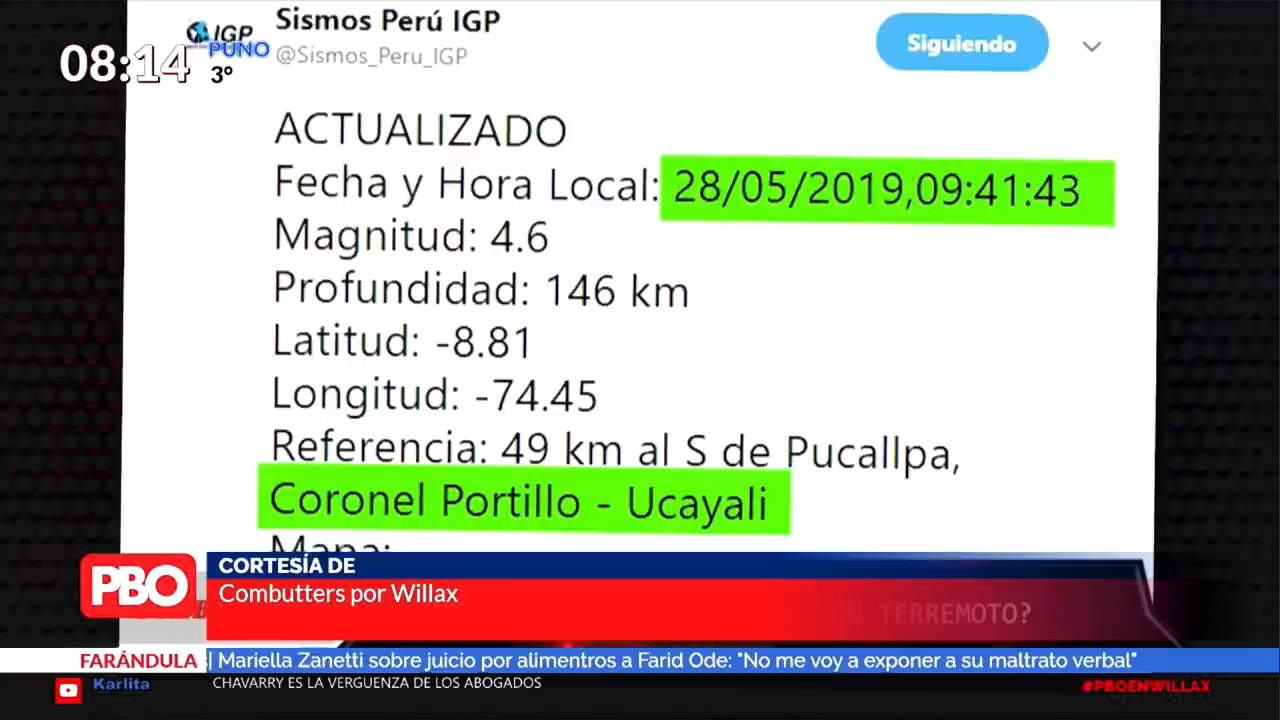 Sismos Perú IGP
IGP
@Sismos_Peru_IGP
Siguiendo
08:14
PUNO
3°
ACTUALIZADO
Fecha y Hora Local: 28/05/2019,09:41:43
Magnitud: 4.6
Profundidad: 146 km
Latitud: -8.81
Longitud: -74.45
Referencia: 49 km al S de Pucallpa,
Coronel Portillo - Ucayali
Mapa:
PBO
CORTESÍA DE
Combutters por Willax
TERREMOTO?
FARÁNDULA
| Mariella Zanetti sobre juicio por alimentros a Farid Ode: "No me voy a exponer a su maltrato verbal"
Karlita
CHAVARRY ES LA VERGUENZA DE LOS ABOGADOS
#PBOENWILLAX